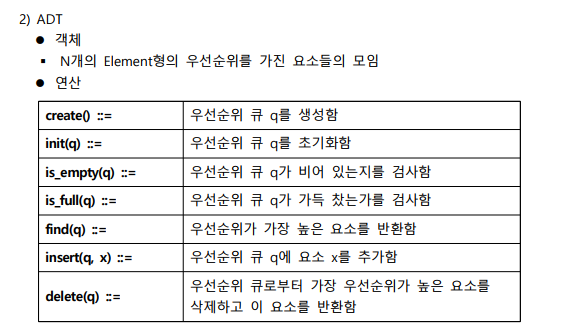 2) ADT
● 객체
▪ N개의 Element형의 우선순위를 가진 요소들의 모임
● 연산
create() ::= 우선순위 큐 q를 생성함
init(q) ::= 우선순위 큐 q를 초기화함
is_empty(q) ::= 우선순위 큐 q가 비어 있는지를 검사함
is_full(q) ::= 우선순위 큐 q가 가득 찼는가를 검사함
find(q) ::= 우선순위가 가장 높은 요소를 반환함
insert(q, x) ::= 우선순위 큐 q에 요소 x를 추가함
delete(q) ::= 우선순위 큐로부터 가장 우선순위가 높은 요소를
삭제하고 이 요소를 반환함